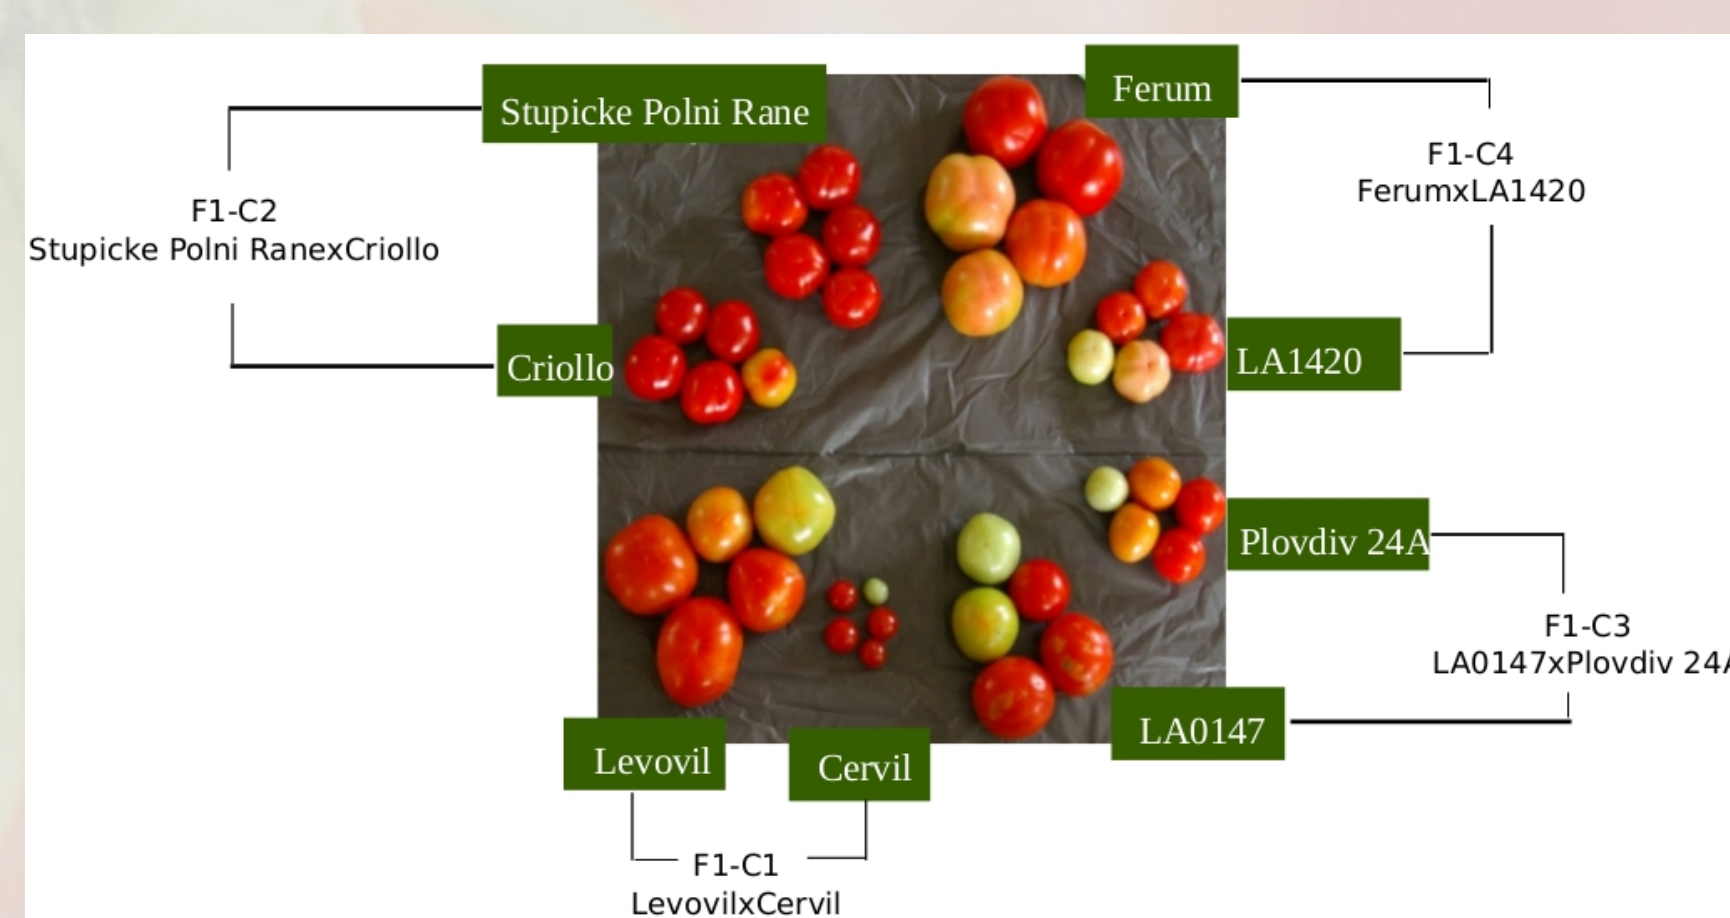 Stupicke Polni Rane
Ferum
F1-C4
FerumxLA1420
F1-C2
Stupicke Polni RanexCriollo
Criollo
LA1420
Plovdiv 24A
F1-C3
LA0147xPlovdiv 24A
LA0147
Levovil
Cervil
F1-C1
LevovilxCervil